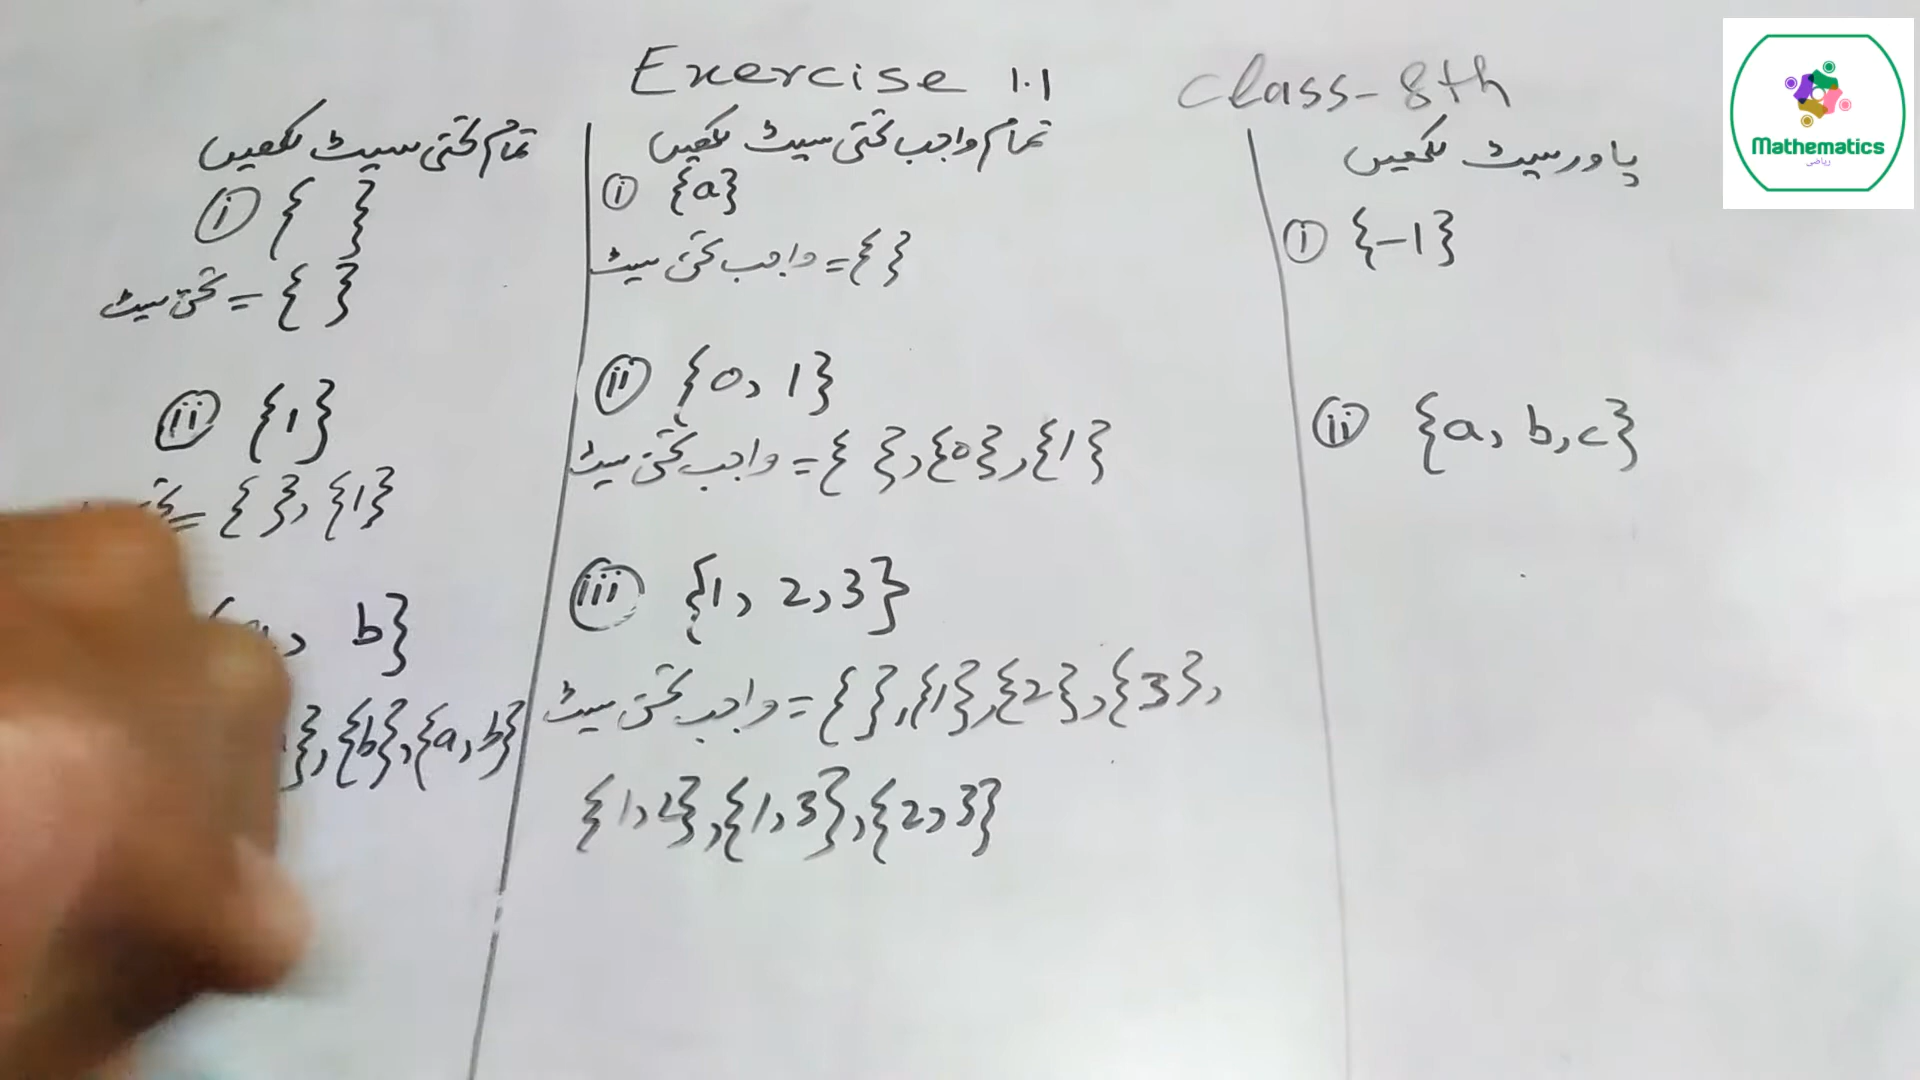 Exercise 1.1
Class-8th
Mathematics
ریاضی
تمام تحتی سیٹ لکھیں
(i) { }
تحتی سیٹ = { }
(ii) {1}
= { }, {1}
, b}
}, {b}, {a, b}
تمام واجب تحتی سیٹ لکھیں
(i) {a}
واجب تحتی سیٹ = { }
(ii) {0, 1}
واجب تحتی سیٹ = { }, {0}, {1}
(iii) {1, 2, 3}
واجب تحتی سیٹ = { }, {1}, {2}, {3},
{1, 2}, {1, 3}, {2, 3}
پاور سیٹ لکھیں
(i) {-1}
(ii) {a, b, c}